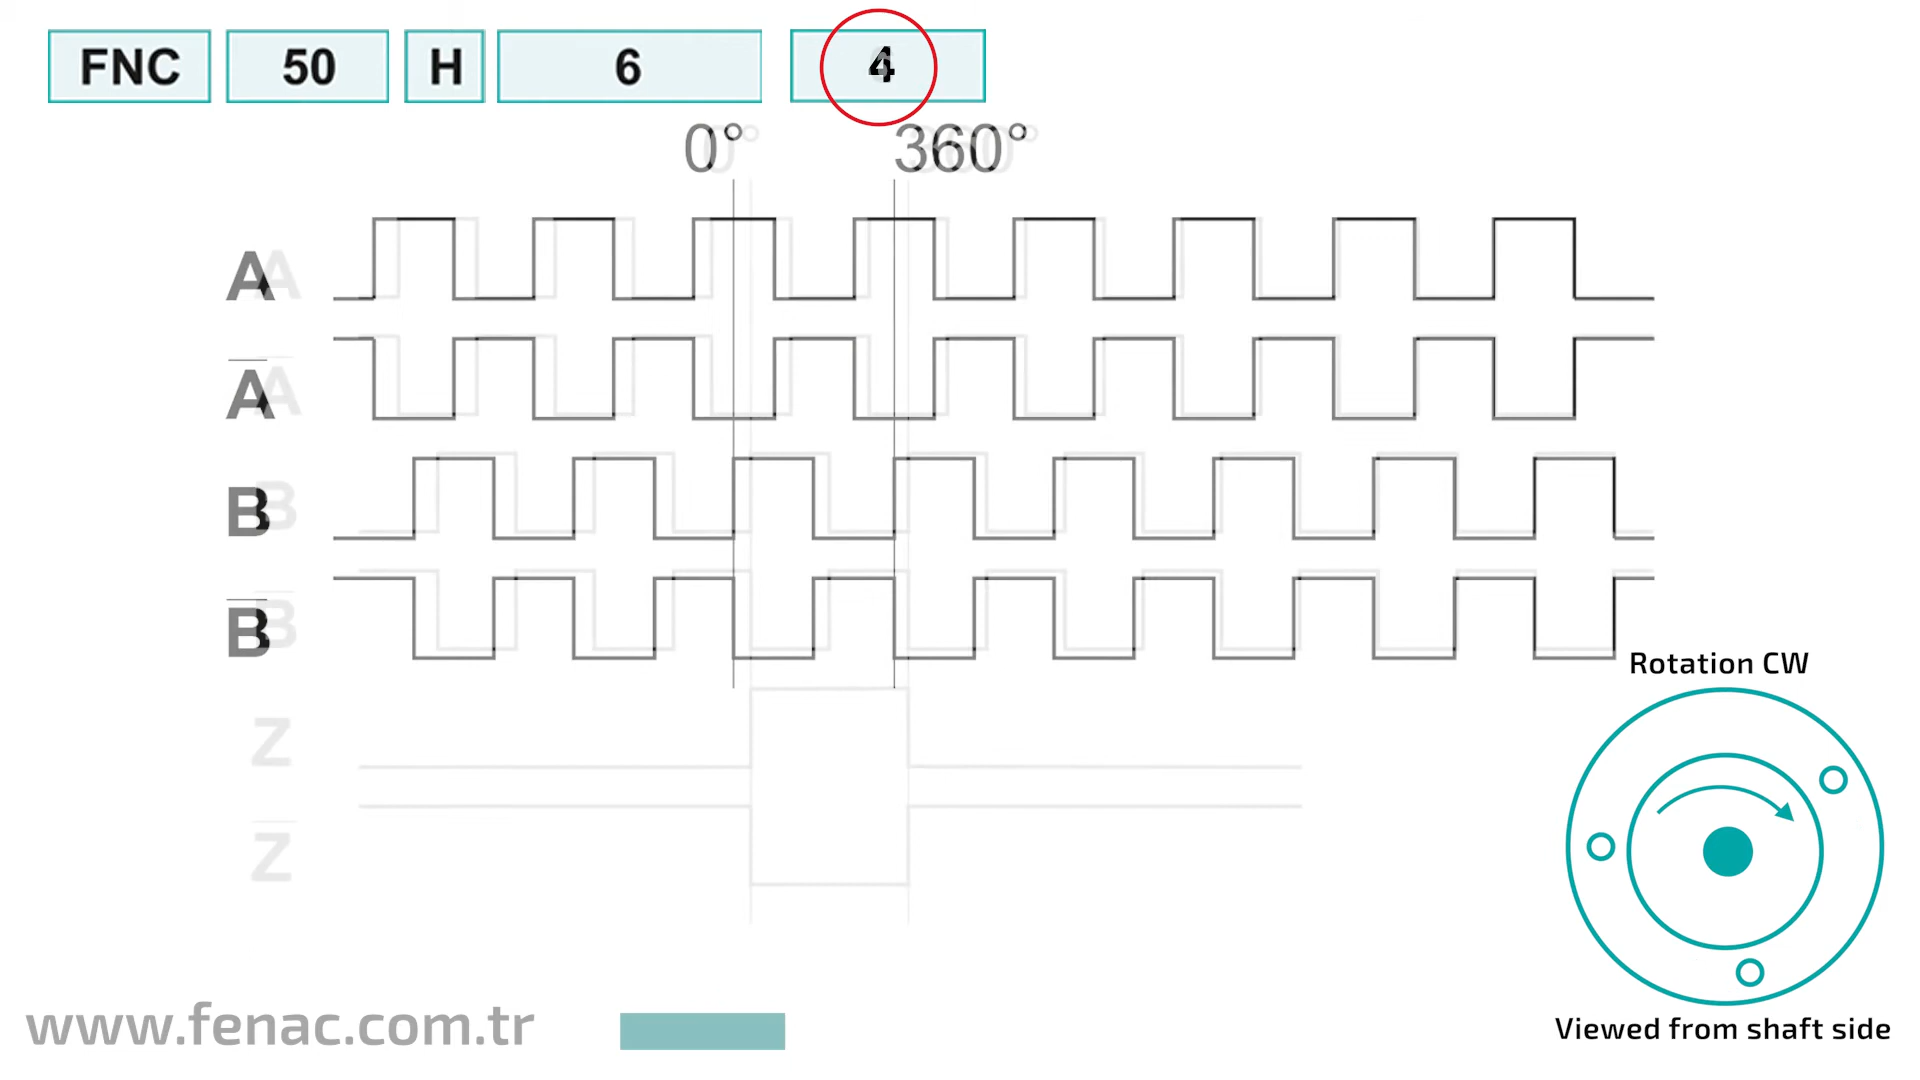 FNC 50 H 6 4
0° 360°
A
A̅
B
B̅
Z
Z̅
Rotation CW
Viewed from shaft side
www.fenac.com.tr